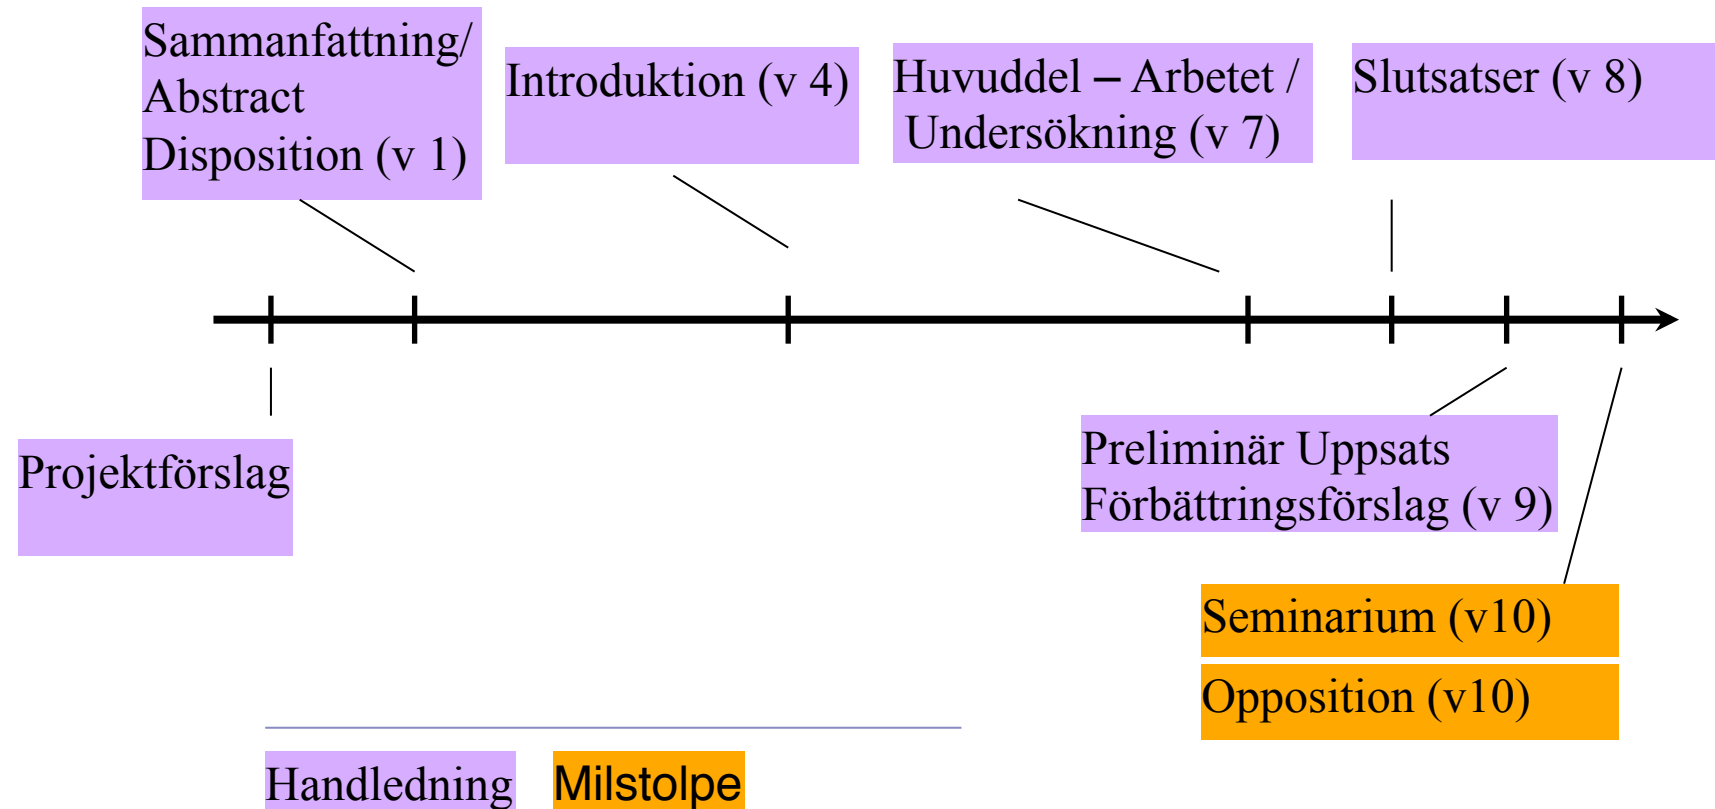 Sammanfattning/
Abstract
Disposition (v 1)
Introduktion (v 4)
Huvuddel – Arbetet /
Undersökning (v 7)
Slutsatser (v 8)
Projektförslag
Preliminär Uppsats
Förbättringsförslag (v 9)
Seminarium (v10)
Opposition (v10)
Handledning
Milstolpe